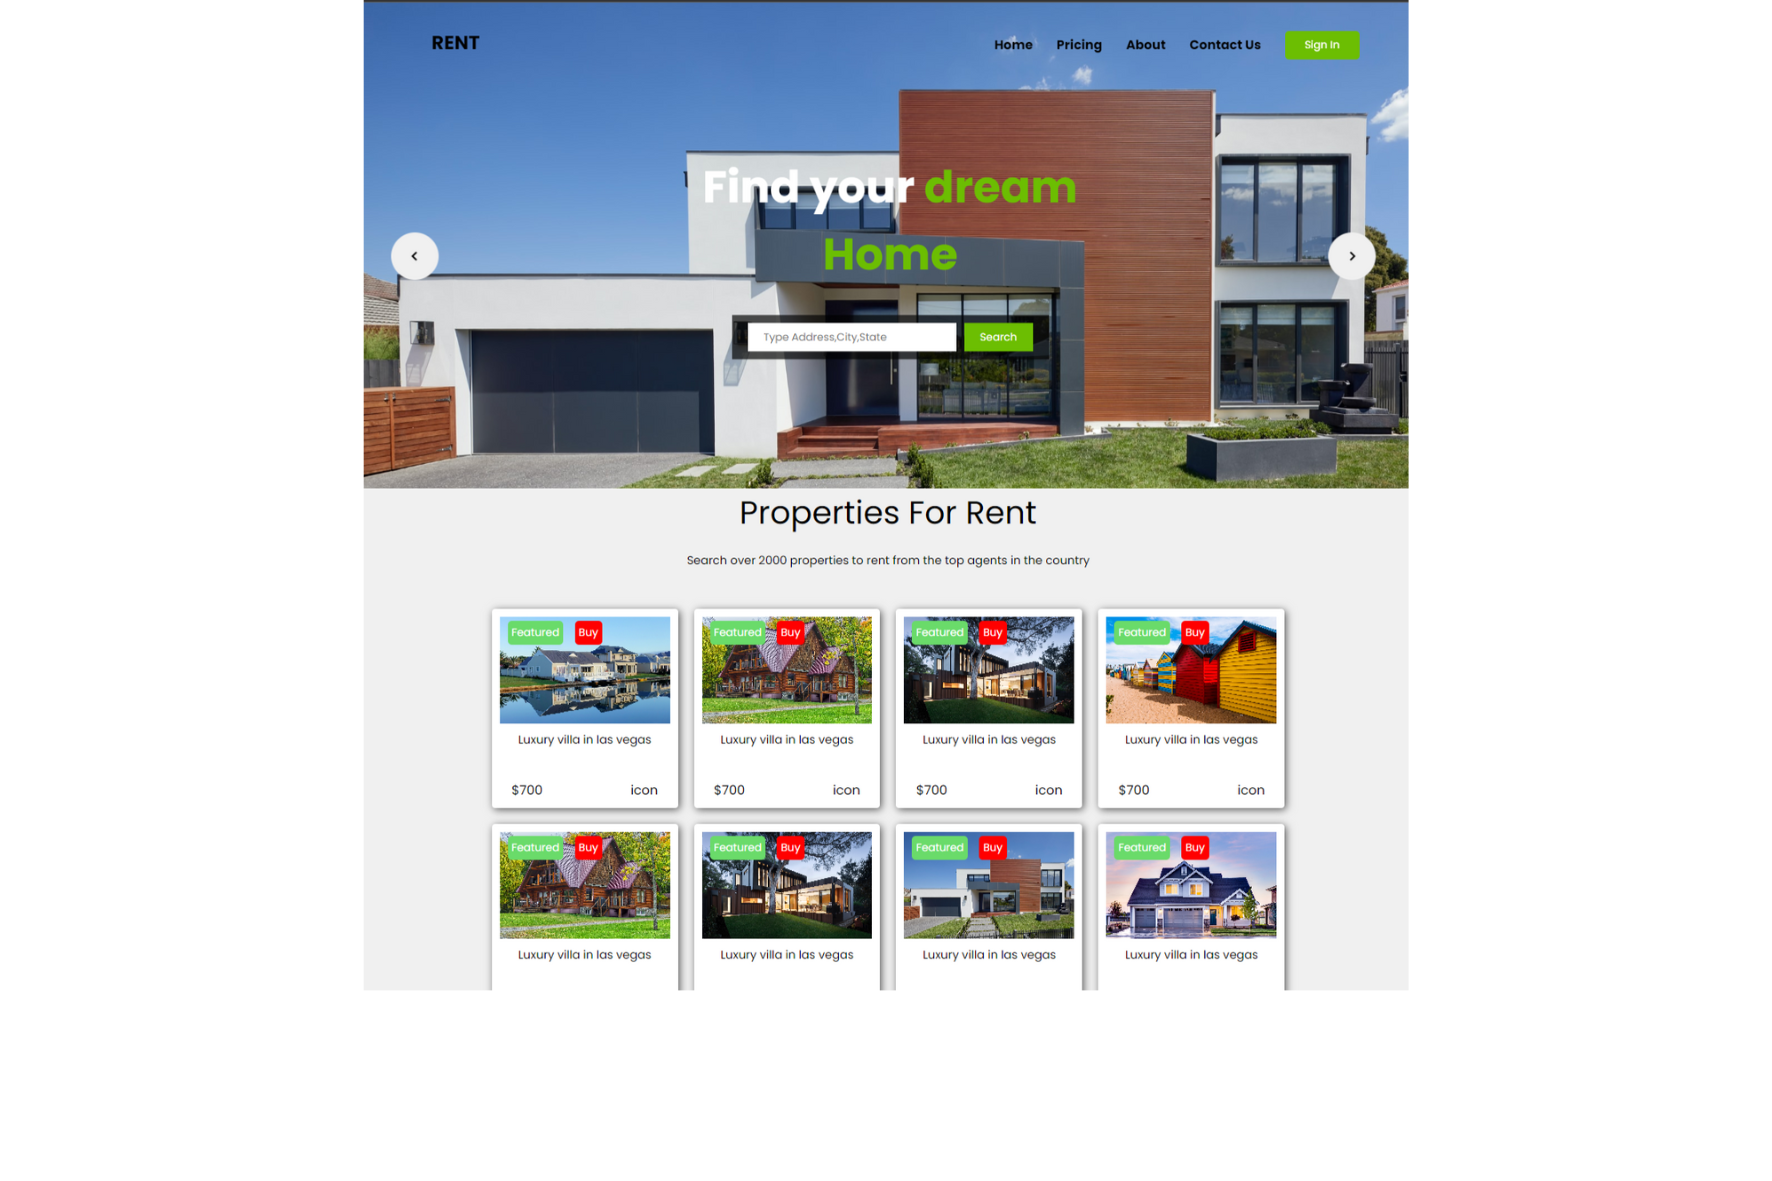 RENT
Home Pricing About Contact Us Sign In
Find your dream
Home
Type Address,City,State Search
Properties For Rent
Search over 2000 properties to rent from the top agents in the country
Featured Buy Featured Buy Featured Buy Featured Buy
Luxury villa in las vegas Luxury villa in las vegas Luxury villa in las vegas Luxury villa in las vegas
$700 icon $700 icon $700 icon $700 icon
Featured Buy Featured Buy Featured Buy Featured Buy
Luxury villa in las vegas Luxury villa in las vegas Luxury villa in las vegas Luxury villa in las vegas